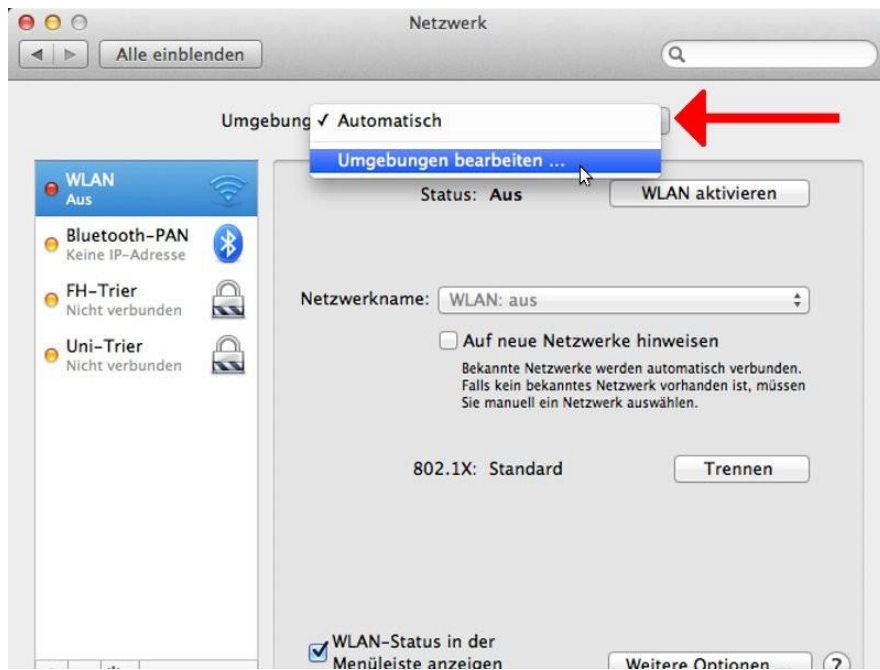 Netzwerk
Alle einblenden
Umgebung
✓ Automatisch
Umgebungen bearbeiten ...
WLAN
Aus
Bluetooth-PAN
Keine IP-Adresse
FH-Trier
Nicht verbunden
Uni-Trier
Nicht verbunden
Status: Aus
WLAN aktivieren
Netzwerkname: WLAN: aus
Auf neue Netzwerke hinweisen
Bekannte Netzwerke werden automatisch verbunden.
Falls kein bekanntes Netzwerk vorhanden ist, müssen
Sie manuell ein Netzwerk auswählen.
802.1X: Standard
Trennen
WLAN-Status in der
Menüleiste anzeigen
Weitere Optionen ...
?